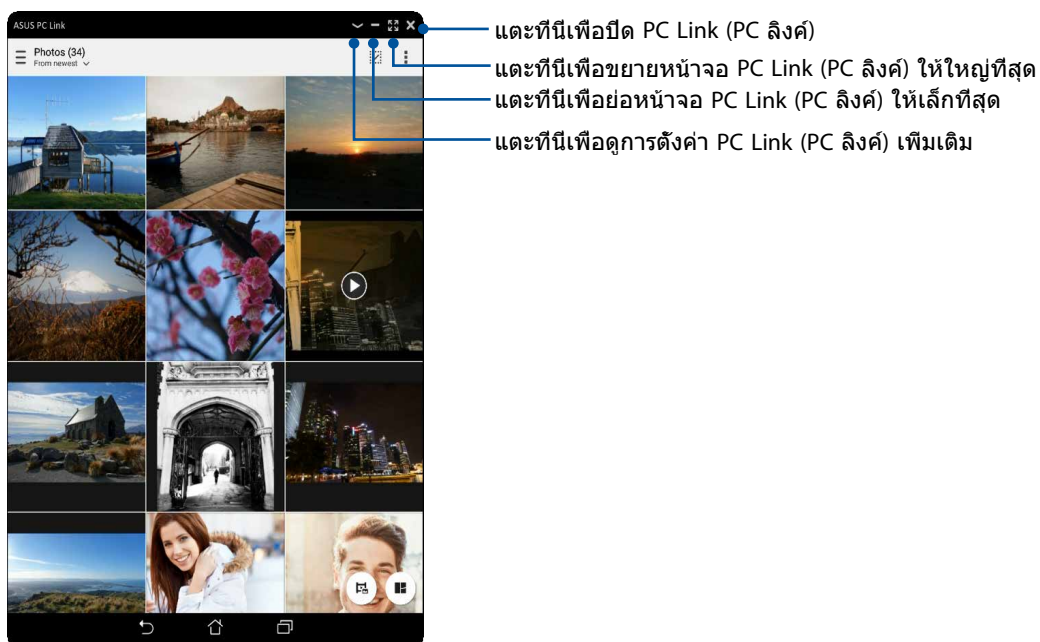 ASUS PC Link
Photos (34)
From newest
แตะที่นี่เพื่อปิด PC Link (PC ลิงค์)
แตะที่นี่เพื่อขยายหน้าจอ PC Link (PC ลิงค์) ให้ใหญ่ที่สุด
แตะที่นี่เพื่อย่อหน้าจอ PC Link (PC ลิงค์) ให้เล็กที่สุด
แตะที่นี่เพื่อดูการตั้งค่า PC Link (PC ลิงค์) เพิ่มเติม